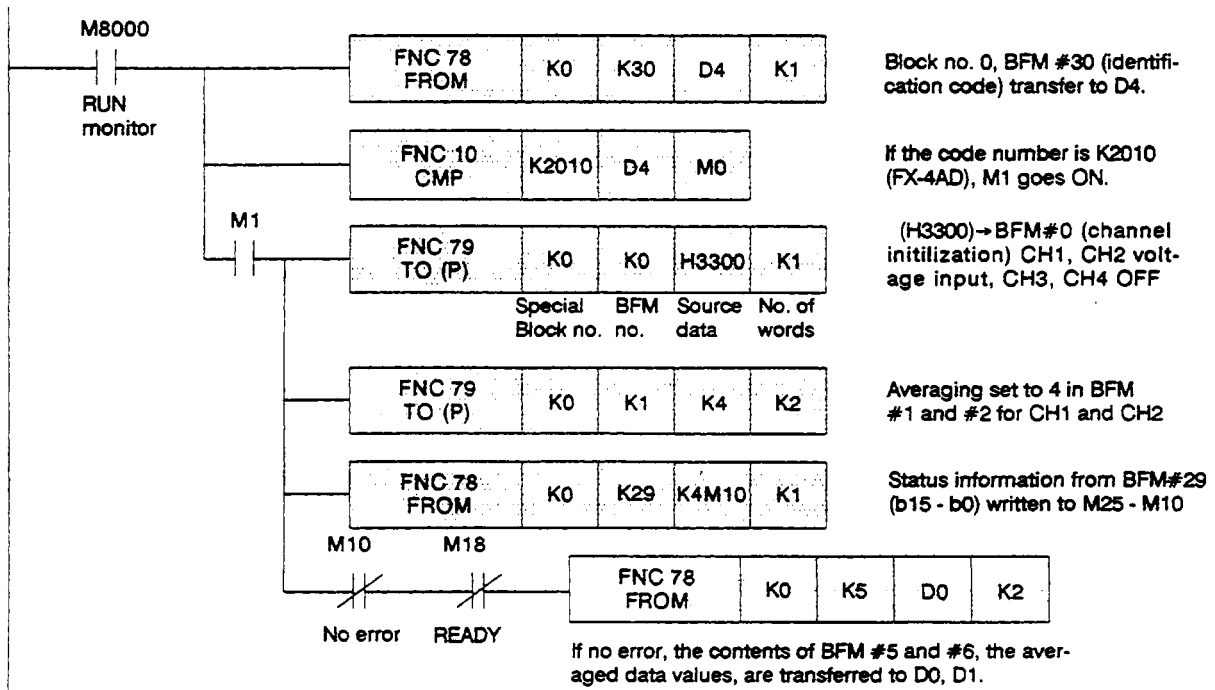 M8000
RUN
monitor
FNC 78
FROM
K0
K30
D4
K1
Block no. 0, BFM #30 (identifi-
cation code) transfer to D4.
FNC 10
CMP
K2010
D4
M0
If the code number is K2010
(FX-4AD), M1 goes ON.
M1
FNC 79
TO (P)
K0
K0
H3300
K1
Special
Block no.
BFM
no.
Source
data
No. of
words
(H3300)→BFM#0 (channel
initilization) CH1, CH2 volt-
age input, CH3, CH4 OFF
FNC 79
TO (P)
K0
K1
K4
K2
Averaging set to 4 in BFM
#1 and #2 for CH1 and CH2
FNC 78
FROM
K0
K29
K4M10
K1
Status information from BFM#29
(b15 - b0) written to M25 - M10
M10
No error
M18
READY
FNC 78
FROM
K0
K5
D0
K2
If no error, the contents of BFM #5 and #6, the aver-
aged data values, are transferred to D0, D1.